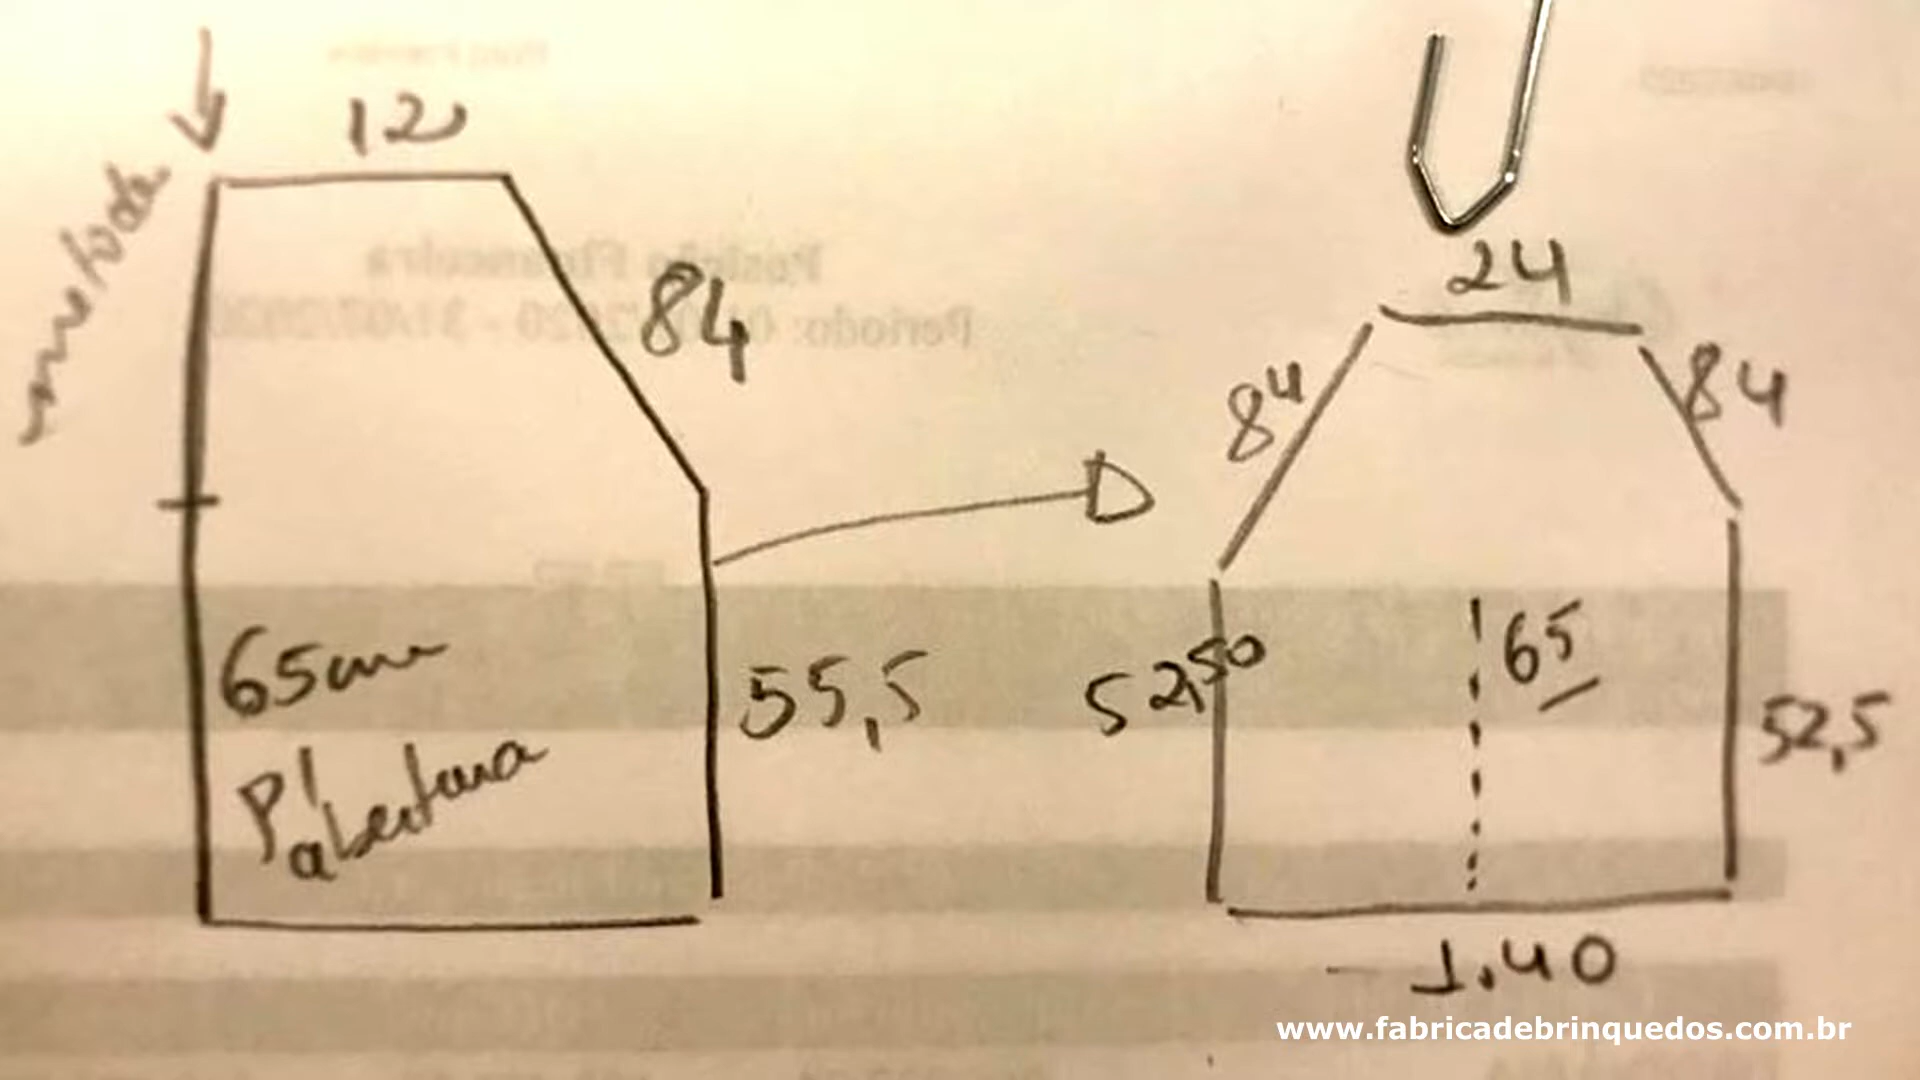 12
metade
84
65cm
P/ abertura
55,5
24
84
84
52,50
65
52,5
1.40
www.fabricadebrinquedos.com.br